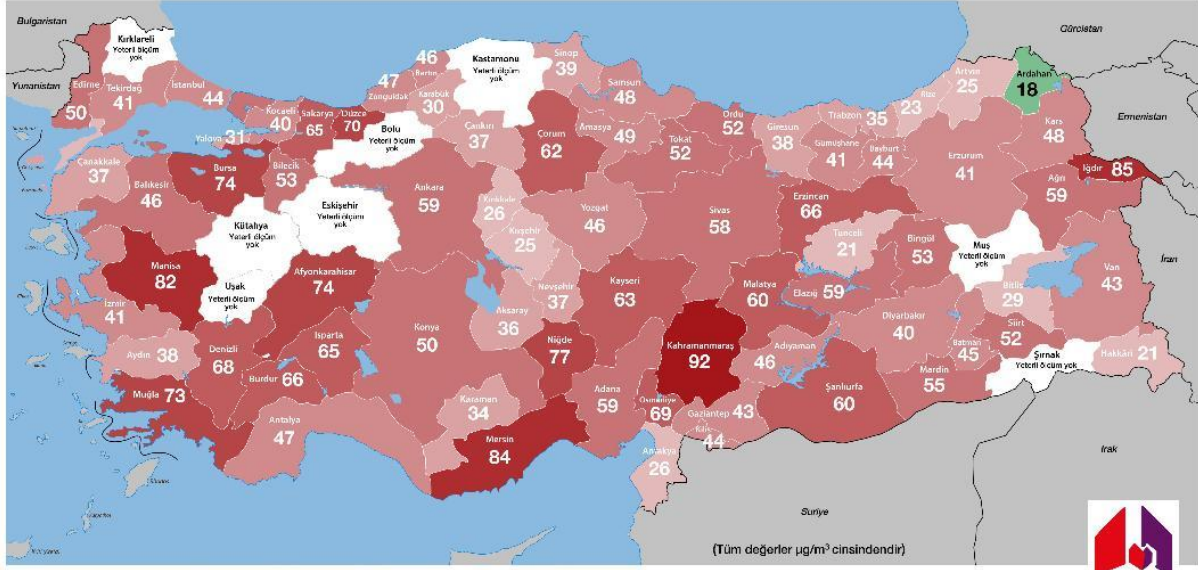 Bulgaristan
Gürcistan
Yunanistan
Ermenistan
İran
Irak
Suriye
Kırklareli
Yeterli ölçüm
yok
Edirne
50
Tekirdağ
41
İstanbul
44
Yalova 31
Kocaeli
40
Sakarya
65
Düzce
70
47
Zonguldak
46
Bartın
Karabük
30
Kastamonu
Yeterli ölçüm
yok
Sinop
39
Samsun
48
Bolu
Yeterli ölçüm
yok
Çankırı
37
Çorum
62
Amasya
49
Tokat
52
Ordu
52
Giresun
38
Trabzon
35
Rize
23
Artvin
25
Ardahan
18
Kars
48
Gümüşhane
41
Bayburt
44
Erzurum
41
Iğdır 85
Ağrı
59
Çanakkale
37
Balıkesir
46
Bursa
74
Bilecik
53
Eskişehir
Yeterli ölçüm
yok
Kütahya
Yeterli ölçüm
yok
Ankara
59
Kırıkkale
26
Kırşehir
25
Yozgat
46
Sivas
58
Erzincan
66
Tunceli
21
Bingöl
53
Muş
Yeterli ölçüm
yok
Van
43
Bitlis
29
Manisa
82
Uşak
Yeterli ölçüm
yok
Afyonkarahisar
74
İzmir
41
Aydın 38
Denizli
68
Isparta
65
Burdur 66
Muğla 73
Antalya
47
Konya
50
Aksaray
36
Nevşehir
37
Niğde
77
Kayseri
63
Malatya
60
Elazığ 59
Diyarbakır
40
Batman
45
Siirt
52
Şırnak
Yeterli ölçüm
yok
Hakkâri 21
Mardin
55
Şanlıurfa
60
Adıyaman
46
Kahramanmaraş
92
Gaziantep 43
Kilis
44
Osmaniye
69
Adana
59
Antakya
26
Karaman
34
Mersin
84
(Tüm değerler µg/m³ cinsindendir)